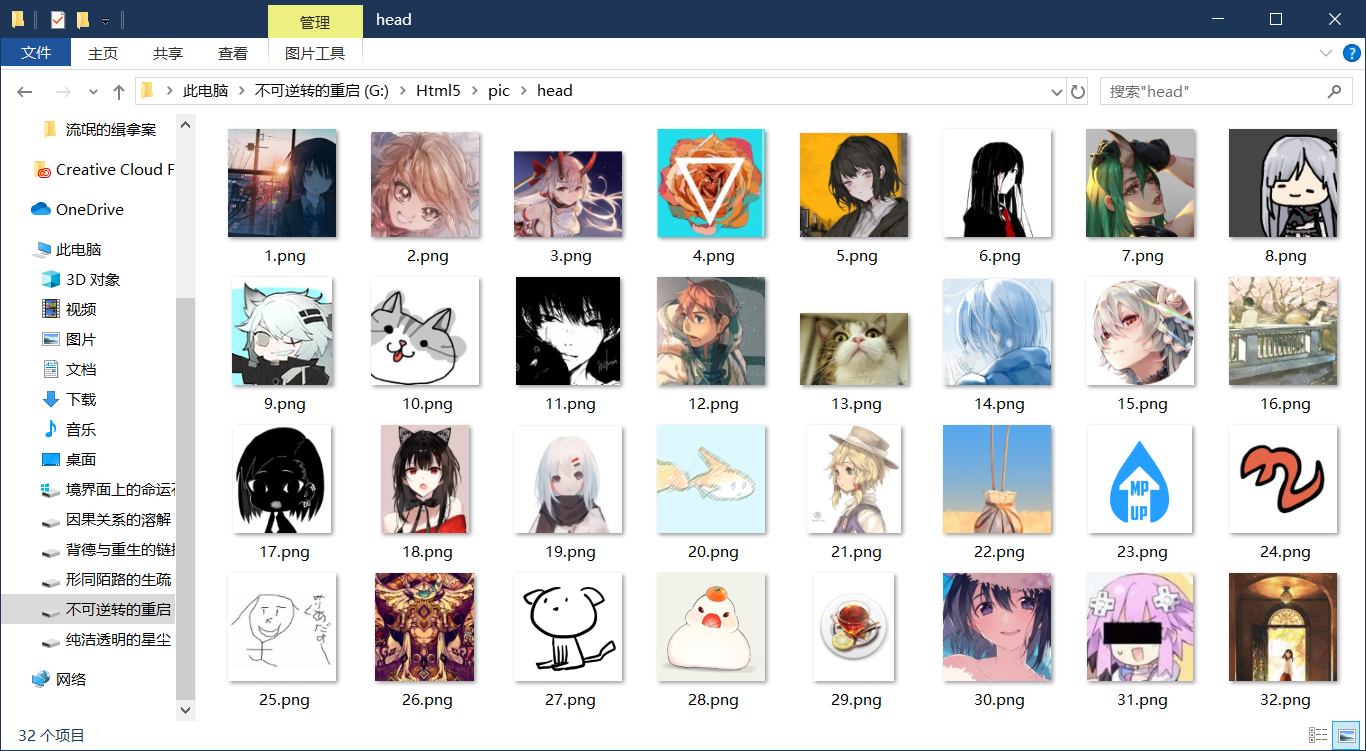 管理
head
文件
主页
共享
查看
图片工具
此电脑
不可逆转的重启 (G:)
Html5
pic
head
搜索"head"
流氓的缉拿案
Creative Cloud F
OneDrive
此电脑
3D 对象
视频
图片
文档
下载
音乐
桌面
境界面上的命运
因果关系的溶解
背德与重生的链
形同陌路的生疏
不可逆转的重启
纯洁透明的星尘
网络
1.png
2.png
3.png
4.png
5.png
6.png
7.png
8.png
9.png
10.png
11.png
12.png
13.png
14.png
15.png
16.png
MP
UP
17.png
18.png
19.png
20.png
21.png
22.png
23.png
24.png
25.png
26.png
27.png
28.png
29.png
30.png
31.png
32.png
32 个项目